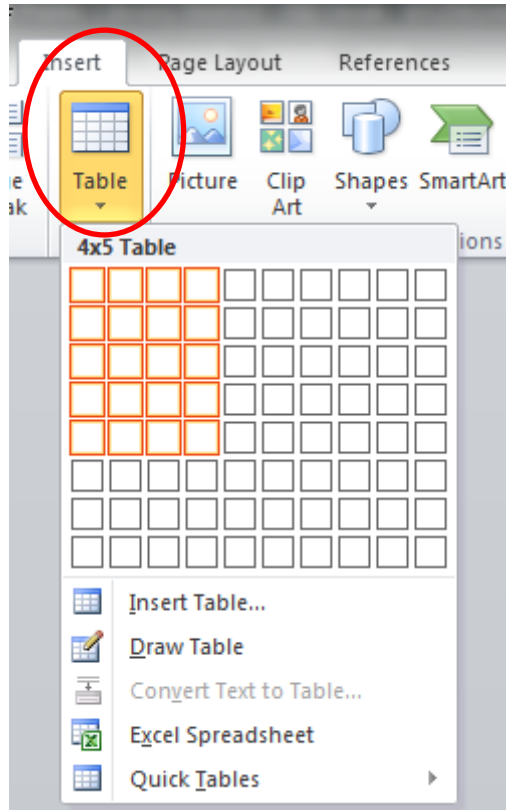 Insert Page Layout References
Table Picture Clip Art Shapes SmartArt
4x5 Table
Insert Table...
Draw Table
Convert Text to Table...
Excel Spreadsheet
Quick Tables